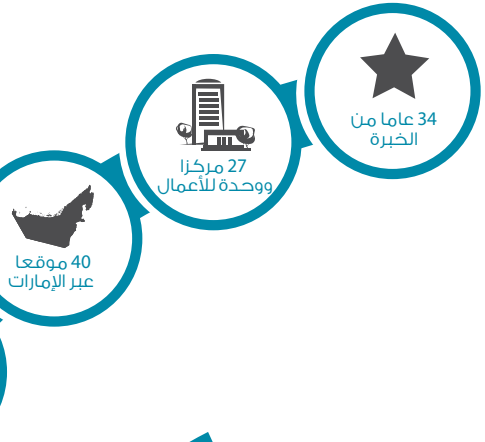 34 عاما من
الخبرة
27 مركزا
ووحدة للأعمال
40 موقعا
عبر الإمارات